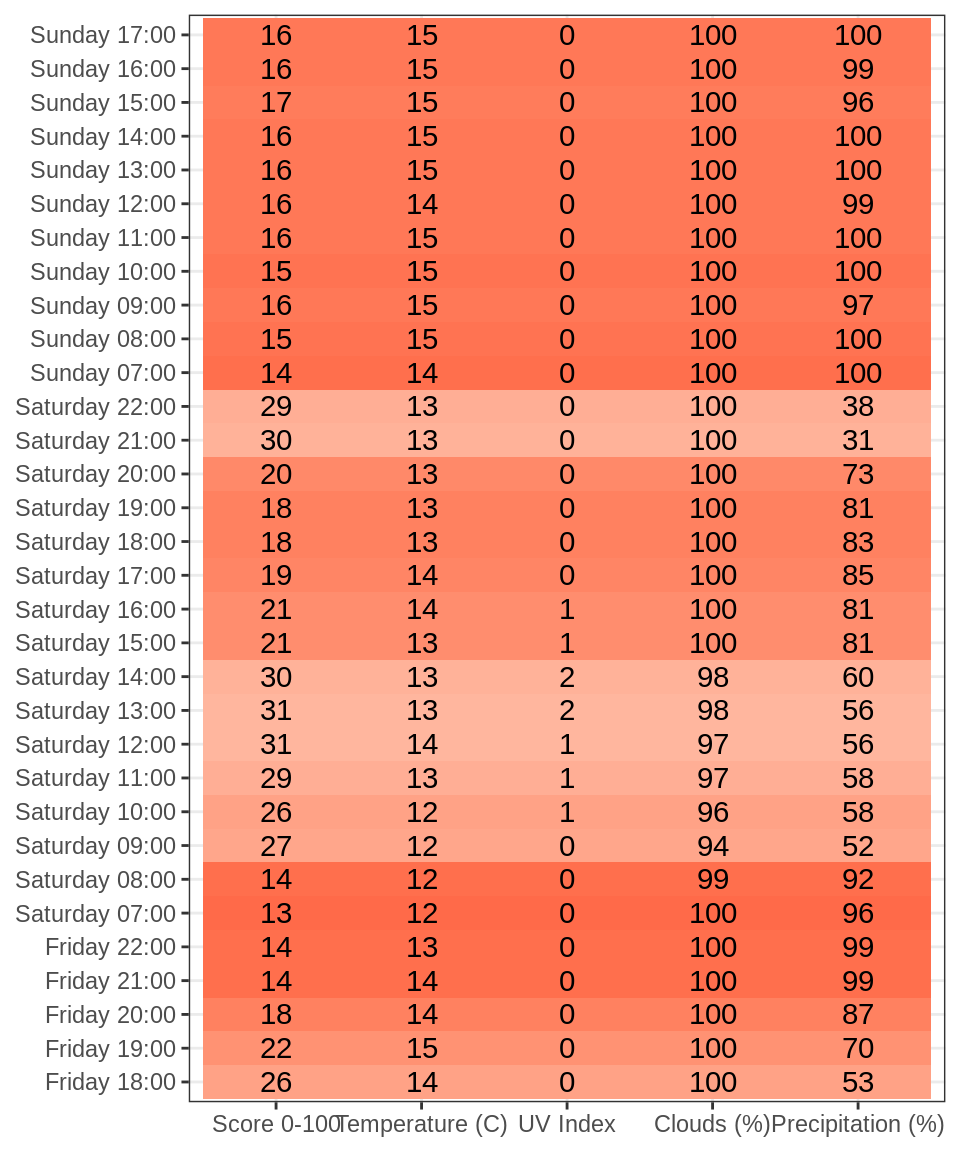 Sunday 17:00 16 15 0 100 100
Sunday 16:00 16 15 0 100 99
Sunday 15:00 17 15 0 100 96
Sunday 14:00 16 15 0 100 100
Sunday 13:00 16 15 0 100 100
Sunday 12:00 16 14 0 100 99
Sunday 11:00 16 15 0 100 100
Sunday 10:00 15 15 0 100 100
Sunday 09:00 16 15 0 100 97
Sunday 08:00 15 15 0 100 100
Sunday 07:00 14 14 0 100 100
Saturday 22:00 29 13 0 100 38
Saturday 21:00 30 13 0 100 31
Saturday 20:00 20 13 0 100 73
Saturday 19:00 18 13 0 100 81
Saturday 18:00 18 13 0 100 83
Saturday 17:00 19 14 0 100 85
Saturday 16:00 21 14 1 100 81
Saturday 15:00 21 13 1 100 81
Saturday 14:00 30 13 2 98 60
Saturday 13:00 31 13 2 98 56
Saturday 12:00 31 14 1 97 56
Saturday 11:00 29 13 1 97 58
Saturday 10:00 26 12 1 96 58
Saturday 09:00 27 12 0 94 52
Saturday 08:00 14 12 0 99 92
Saturday 07:00 13 12 0 100 96
Friday 22:00 14 13 0 100 99
Friday 21:00 14 14 0 100 99
Friday 20:00 18 14 0 100 87
Friday 19:00 22 15 0 100 70
Friday 18:00 26 14 0 100 53
Score 0-100 Temperature (C) UV Index Clouds (%) Precipitation (%)